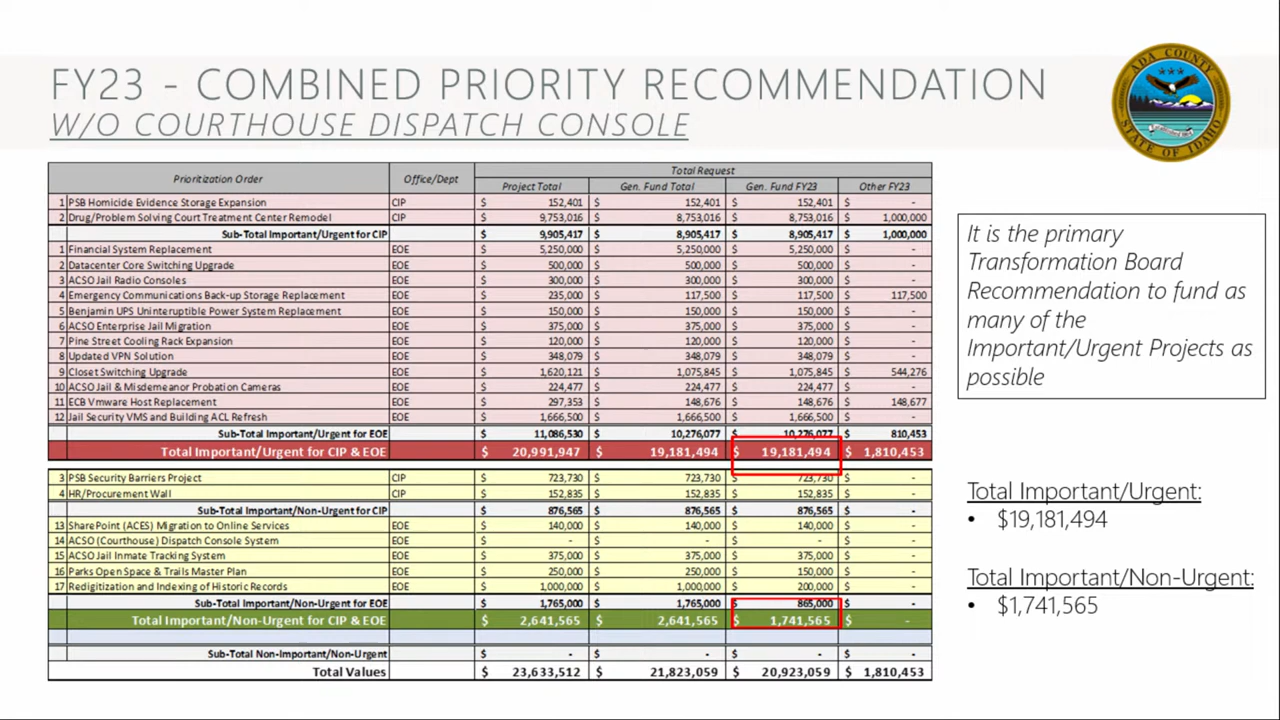 FY23 - COMBINED PRIORITY RECOMMENDATION
W/O COURTHOUSE DISPATCH CONSOLE
ADA COUNTY
STATE OF IDAHO
Prioritization Order Office/Dept Total Request
Project Total Gen. Fund Total Gen. Fund FY23 Other FY23
1 PSB Homicide Evidence Storage Expansion CIP $ 152,401 $ 152,401 $ 152,401 $ -
2 Drug/Problem Solving Court Treatment Center Remodel CIP $ 9,753,016 $ 8,753,016 $ 8,753,016 $ 1,000,000
Sub-Total Important/Urgent for CIP $ 9,905,417 $ 8,905,417 $ 8,905,417 $ 1,000,000
1 Financial System Replacement EOE $ 5,250,000 $ 5,250,000 $ 5,250,000 $ -
2 Datacenter Core Switching Upgrade EOE $ 500,000 $ 500,000 $ 500,000 $ -
3 ACSO Jail Radio Consoles EOE $ 300,000 $ 300,000 $ 300,000 $ -
4 Emergency Communications Back-up Storage Replacement EOE $ 235,000 $ 117,500 $ 117,500 $ 117,500
5 Benjamin UPS Uninteruptible Power System Replacement EOE $ 150,000 $ 150,000 $ 150,000 $ -
6 ACSO Enterprise Jail Migration EOE $ 375,000 $ 375,000 $ 375,000 $ -
7 Pine Street Cooling Rack Expansion EOE $ 120,000 $ 120,000 $ 120,000 $ -
8 Updated VPN Solution EOE $ 348,079 $ 348,079 $ 348,079 $ -
9 Closet Switching Upgrade EOE $ 1,620,121 $ 1,075,845 $ 1,075,845 $ 544,276
10 ACSO Jail & Misdemeanor Probation Cameras EOE $ 224,477 $ 224,477 $ 224,477 $ -
11 ECB Vmware Host Replacement EOE $ 297,353 $ 148,676 $ 148,676 $ 148,677
12 Jail Security VMS and Building ACL Refresh EOE $ 1,666,500 $ 1,666,500 $ 1,666,500 $ -
Sub-Total Important/Urgent for EOE $ 11,086,530 $ 10,276,077 $ 10,276,077 $ 810,453
Total Important/Urgent for CIP & EOE $ 20,991,947 $ 19,181,494 $ 19,181,494 $ 1,810,453
3 PSB Security Barriers Project CIP $ 723,730 $ 723,730 $ 723,730 $ -
4 HR/Procurement Wall CIP $ 152,835 $ 152,835 $ 152,835 $ -
Sub-Total Important/Non-Urgent for CIP $ 876,565 $ 876,565 $ 876,565 $ -
13 SharePoint (ACES) Migration to Online Services EOE $ 140,000 $ 140,000 $ 140,000 $ -
14 ACSO (Courthouse) Dispatch Console System EOE $ - $ - $ - $ -
15 ACSO Jail Inmate Tracking System EOE $ 375,000 $ 375,000 $ 375,000 $ -
16 Parks Open Space & Trails Master Plan EOE $ 250,000 $ 250,000 $ 150,000 $ -
17 Redigitization and Indexing of Historic Records EOE $ 1,000,000 $ 1,000,000 $ 200,000 $ -
Sub-Total Important/Non-Urgent for EOE $ 1,765,000 $ 1,765,000 $ 865,000 $ -
Total Important/Non-Urgent for CIP & EOE $ 2,641,565 $ 2,641,565 $ 1,741,565 $ -
Sub-Total Non-Important/Non-Urgent $ - $ - $ - $ -
Total Values $ 23,633,512 $ 21,823,059 $ 20,923,059 $ 1,810,453
It is the primary
Transformation Board
Recommendation to fund as
many of the
Important/Urgent Projects as
possible
Total Important/Urgent:
• $19,181,494
Total Important/Non-Urgent:
• $1,741,565